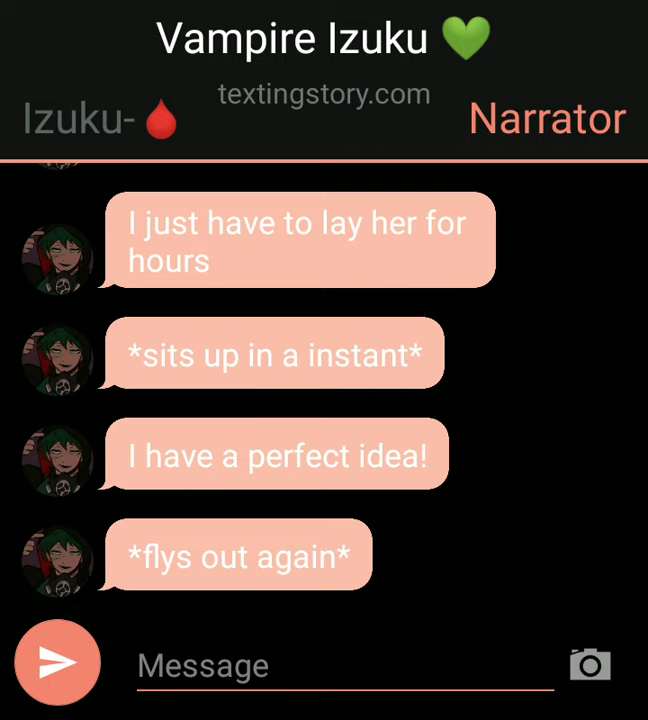 Vampire Izuku 💚
textingstory.com
Izuku-🩸
Narrator
I just have to lay her for
hours
*sits up in a instant*
I have a perfect idea!
*flys out again*
Message